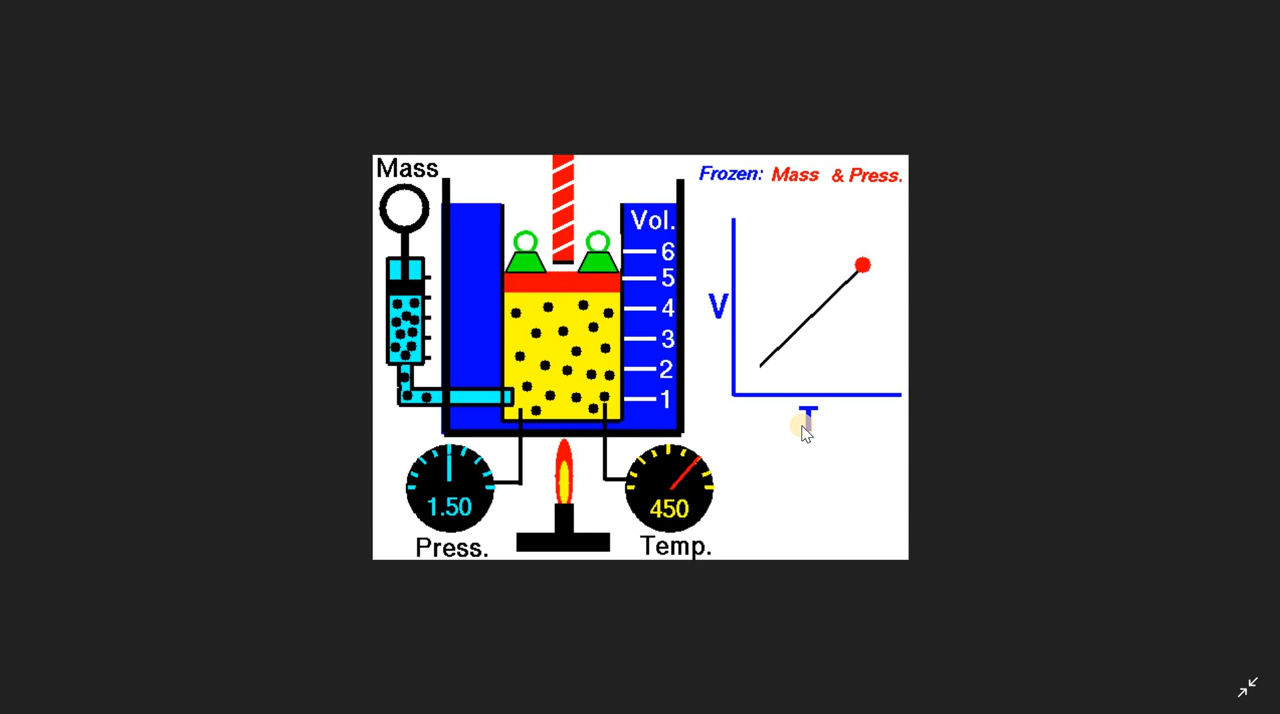 Mass
Frozen: Mass & Press.
Vol.
6
5
4
3
2
1
V
T
1.50
450
Press.
Temp.